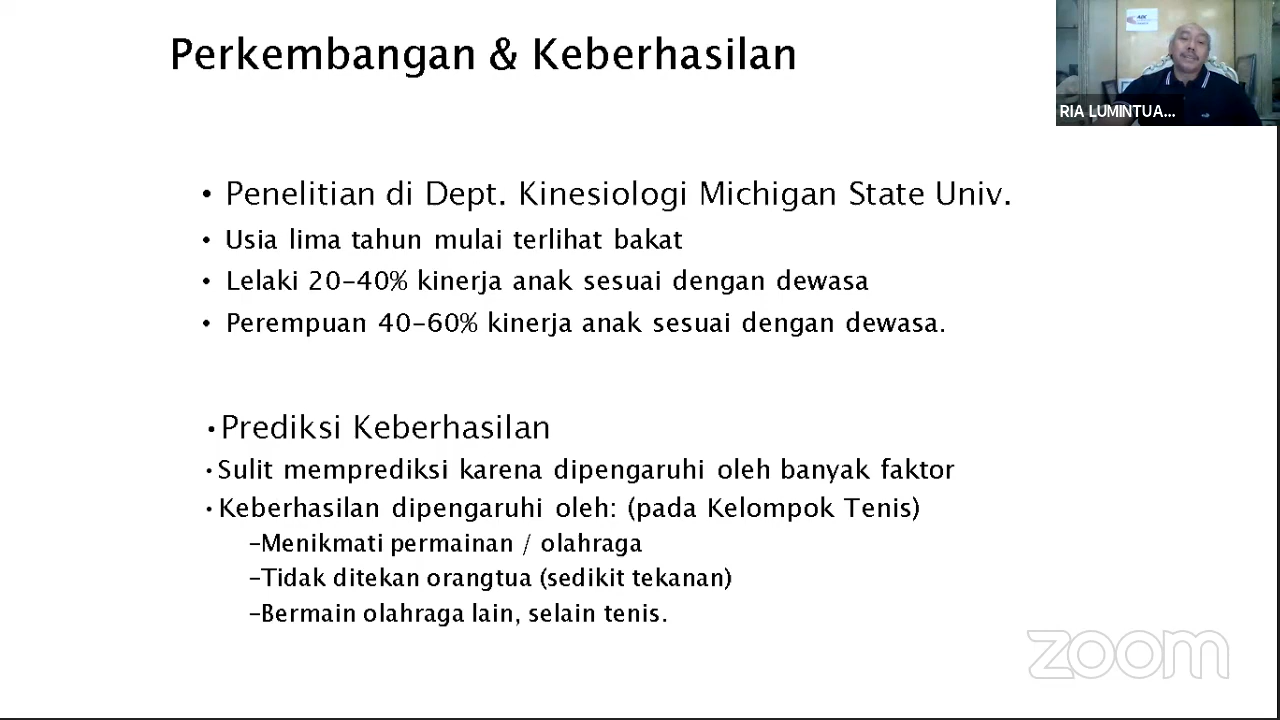 Perkembangan & Keberhasilan
RIA LUMINTUA...
• Penelitian di Dept. Kinesiologi Michigan State Univ.
• Usia lima tahun mulai terlihat bakat
• Lelaki 20-40% kinerja anak sesuai dengan dewasa
• Perempuan 40-60% kinerja anak sesuai dengan dewasa.
•Prediksi Keberhasilan
•Sulit memprediksi karena dipengaruhi oleh banyak faktor
•Keberhasilan dipengaruhi oleh: (pada Kelompok Tenis)
-Menikmati permainan / olahraga
-Tidak ditekan orangtua (sedikit tekanan)
-Bermain olahraga lain, selain tenis.
zoom